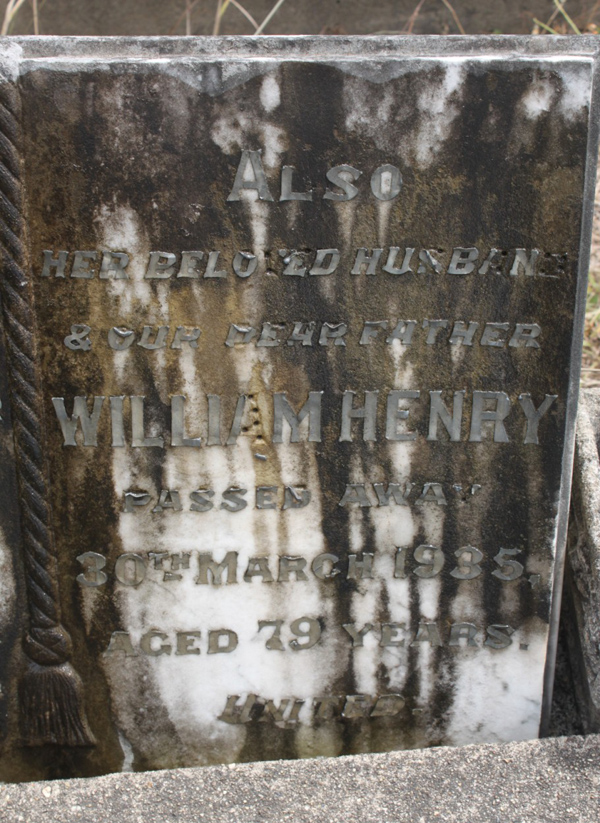 ALSO
HER BELOVED HUSBAND
& OUR DEAR FATHER
WILLIAM HENRY
PASSED AWAY
30TH MARCH 1935.
AGED 79 YEARS.
UNITED